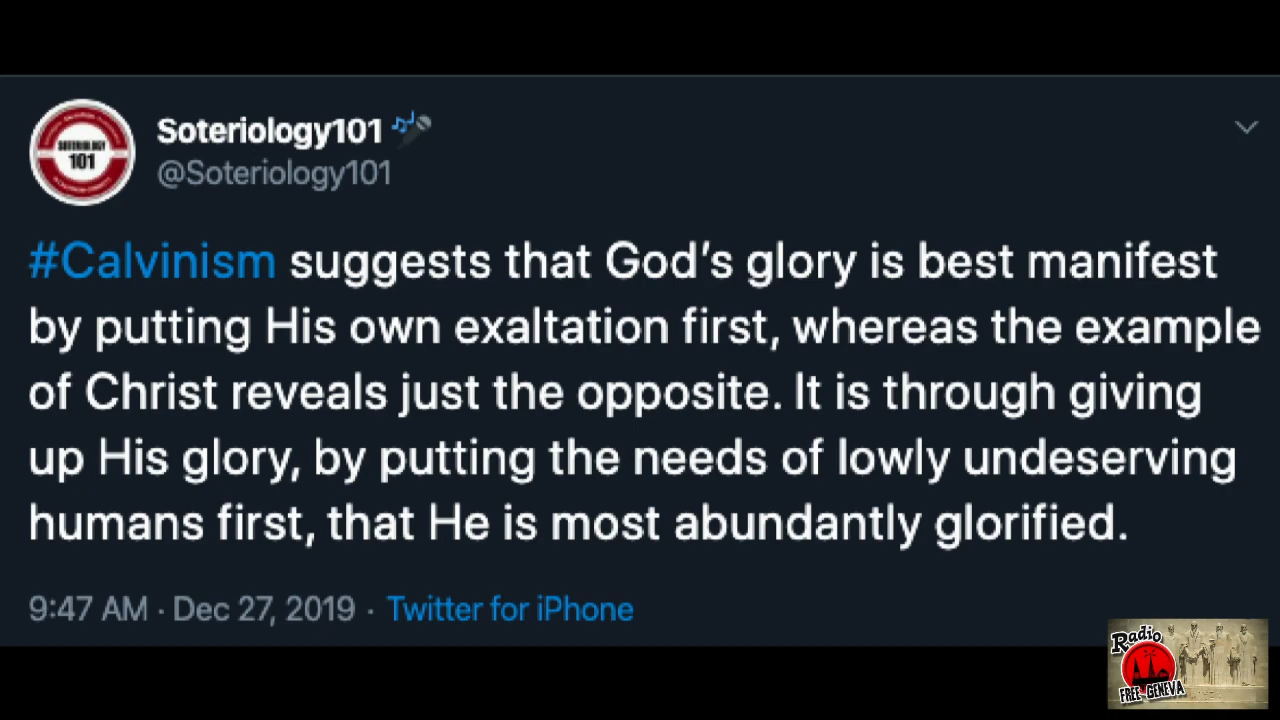 Soteriology101
@Soteriology101
SOTERIOLOGY
101
#Calvinism suggests that God's glory is best manifest
by putting His own exaltation first, whereas the example
of Christ reveals just the opposite. It is through giving
up His glory, by putting the needs of lowly undeserving
humans first, that He is most abundantly glorified.
9:47 AM · Dec 27, 2019 · Twitter for iPhone
Radio
FREE GENEVA